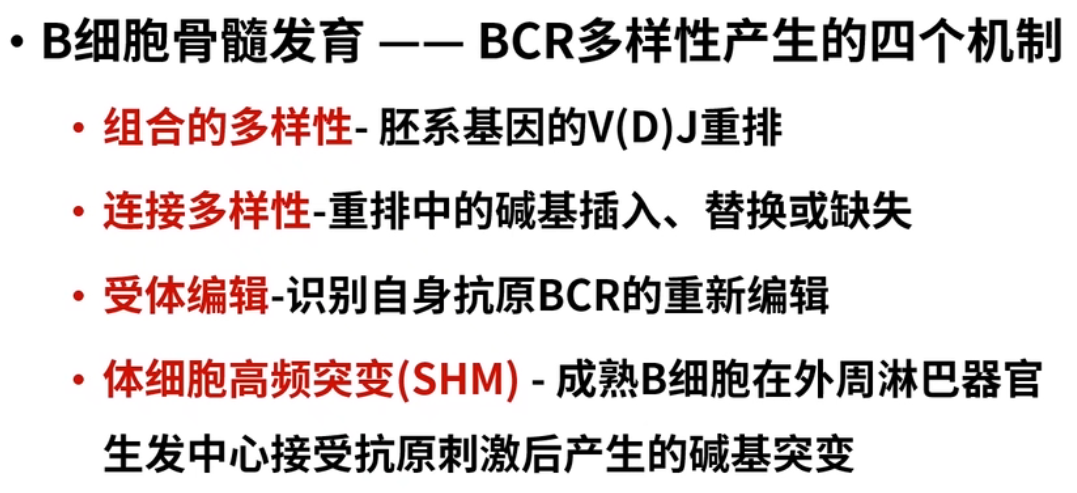 • B细胞骨髓发育 —— BCR多样性产生的四个机制
• 组合的多样性- 胚系基因的V(D)J重排
• 连接多样性-重排中的碱基插入、替换或缺失
• 受体编辑-识别自身抗原BCR的重新编辑
• 体细胞高频突变(SHM) - 成熟B细胞在外周淋巴器官
生发中心接受抗原刺激后产生的碱基突变